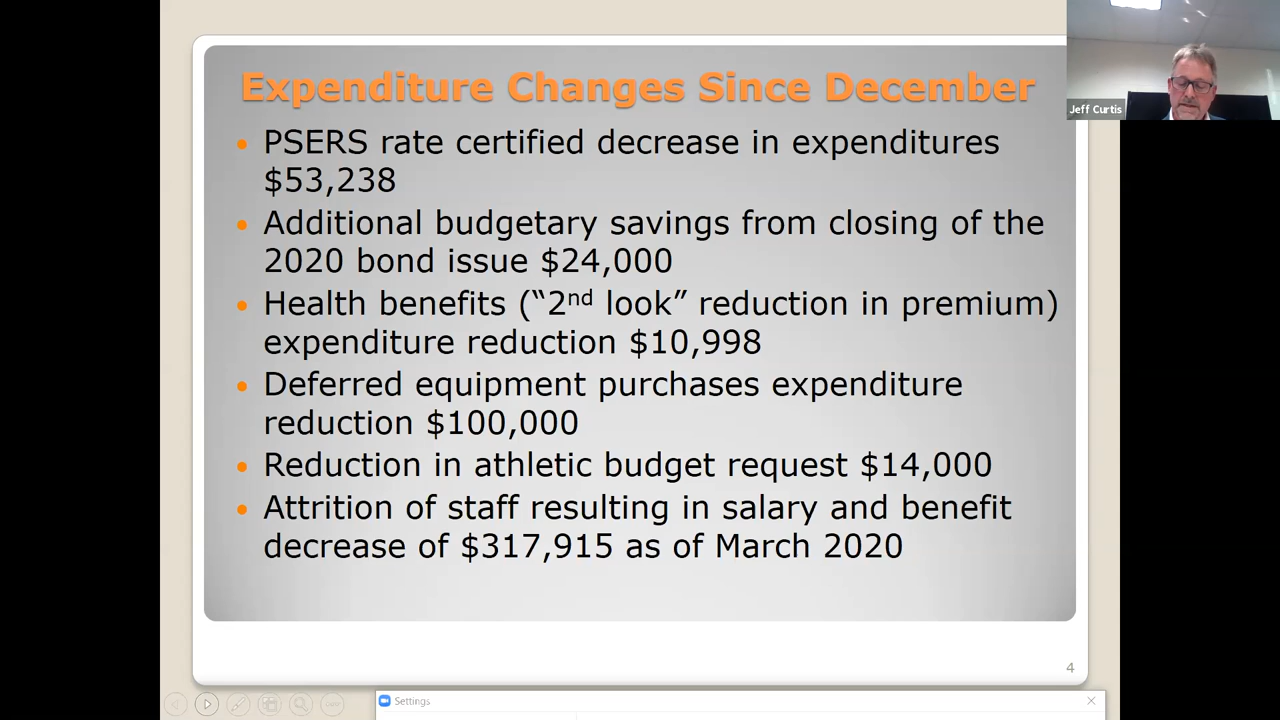 Expenditure Changes Since December
• PSERS rate certified decrease in expenditures
$53,238
• Additional budgetary savings from closing of the
2020 bond issue $24,000
• Health benefits (“2nd look” reduction in premium)
expenditure reduction $10,998
• Deferred equipment purchases expenditure
reduction $100,000
• Reduction in athletic budget request $14,000
• Attrition of staff resulting in salary and benefit
decrease of $317,915 as of March 2020
4
Jeff Curtis
Settings